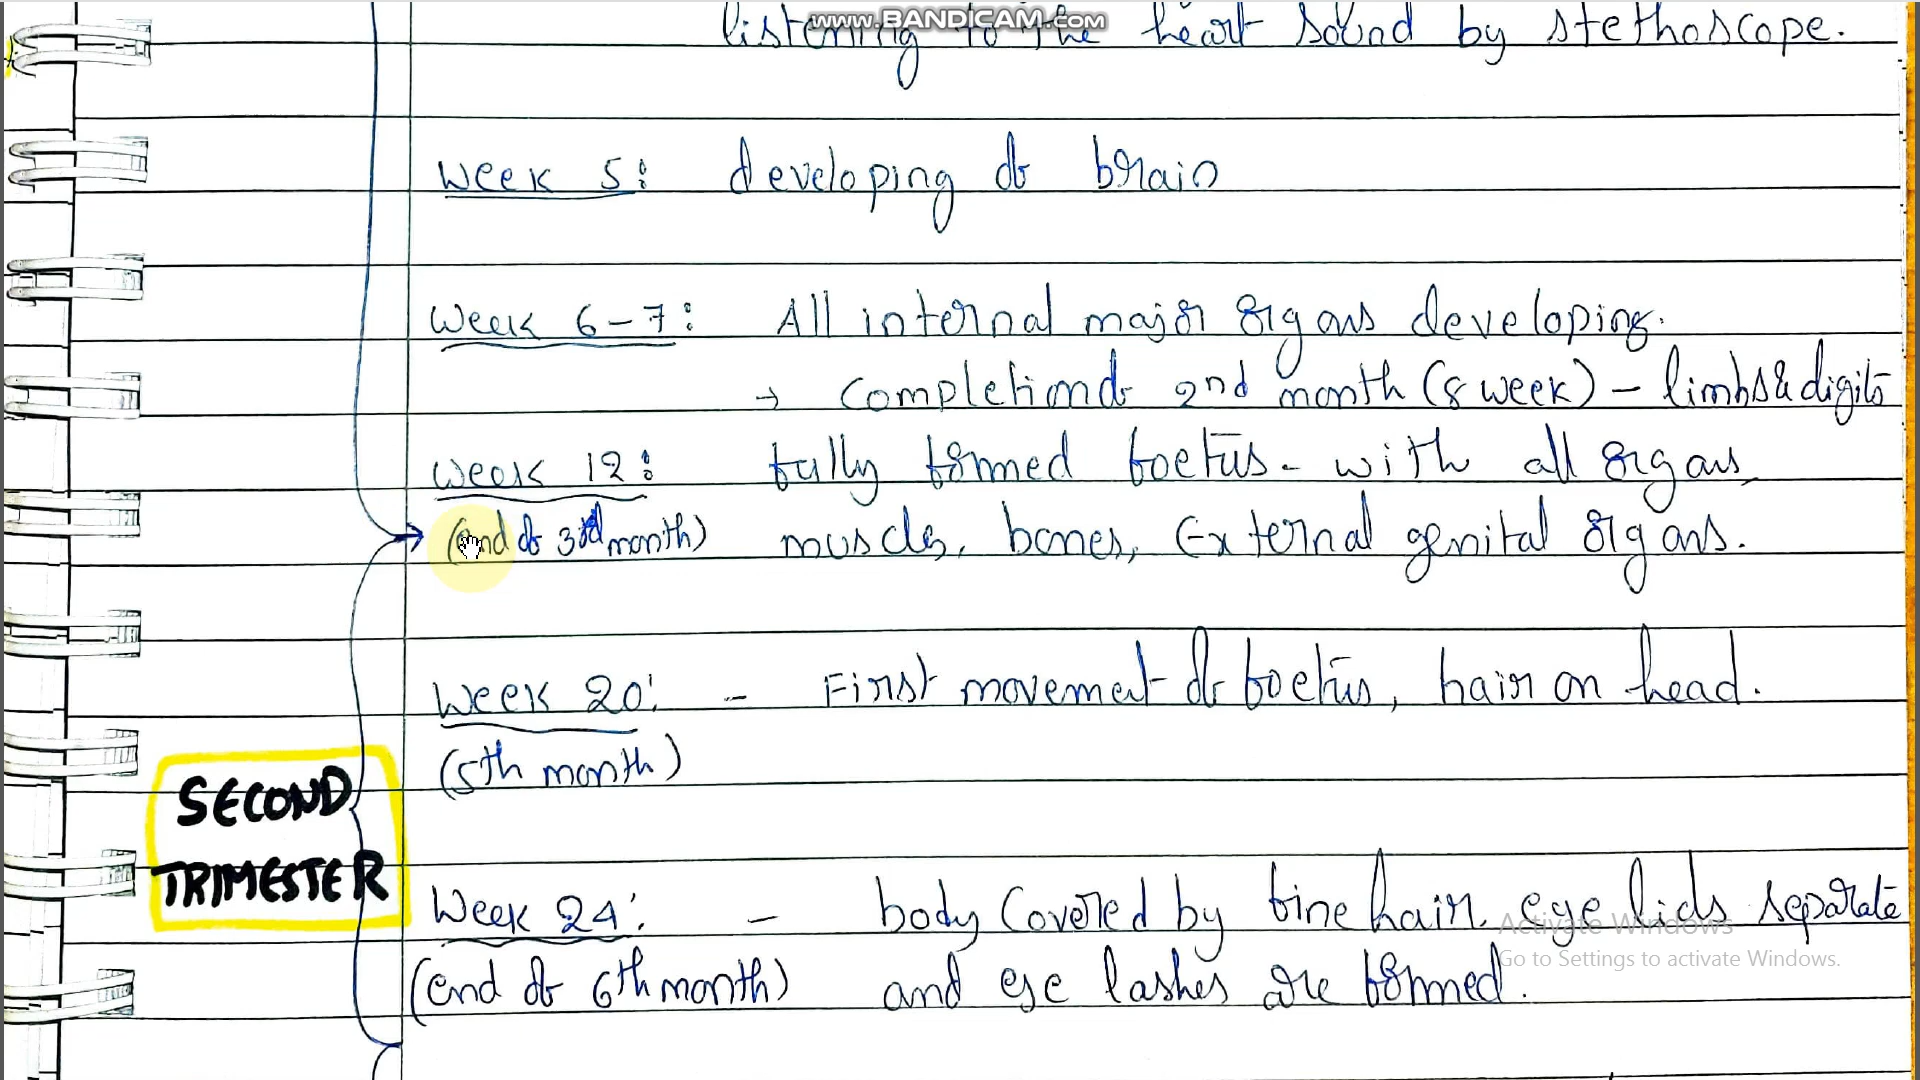 www.BANDICAM.com
listening to the heart sound by stethoscope.
Week 5: developing of brain
Week 6-7: All internal major organs developing.
→ Completion of 2nd month (8 week) - limbs & digits
Week 12: fully formed foetus - with all organs,
(end of 3rd month) muscles, bones, External genital organs.
Week 20: - First movement of foetus, hair on head.
(5th month)
SECOND
TRIMESTER
Week 24: - body covered by fine hair, eye lids separate
(end of 6th month) and eye lashes are formed.
Activate Windows
Go to Settings to activate Windows.